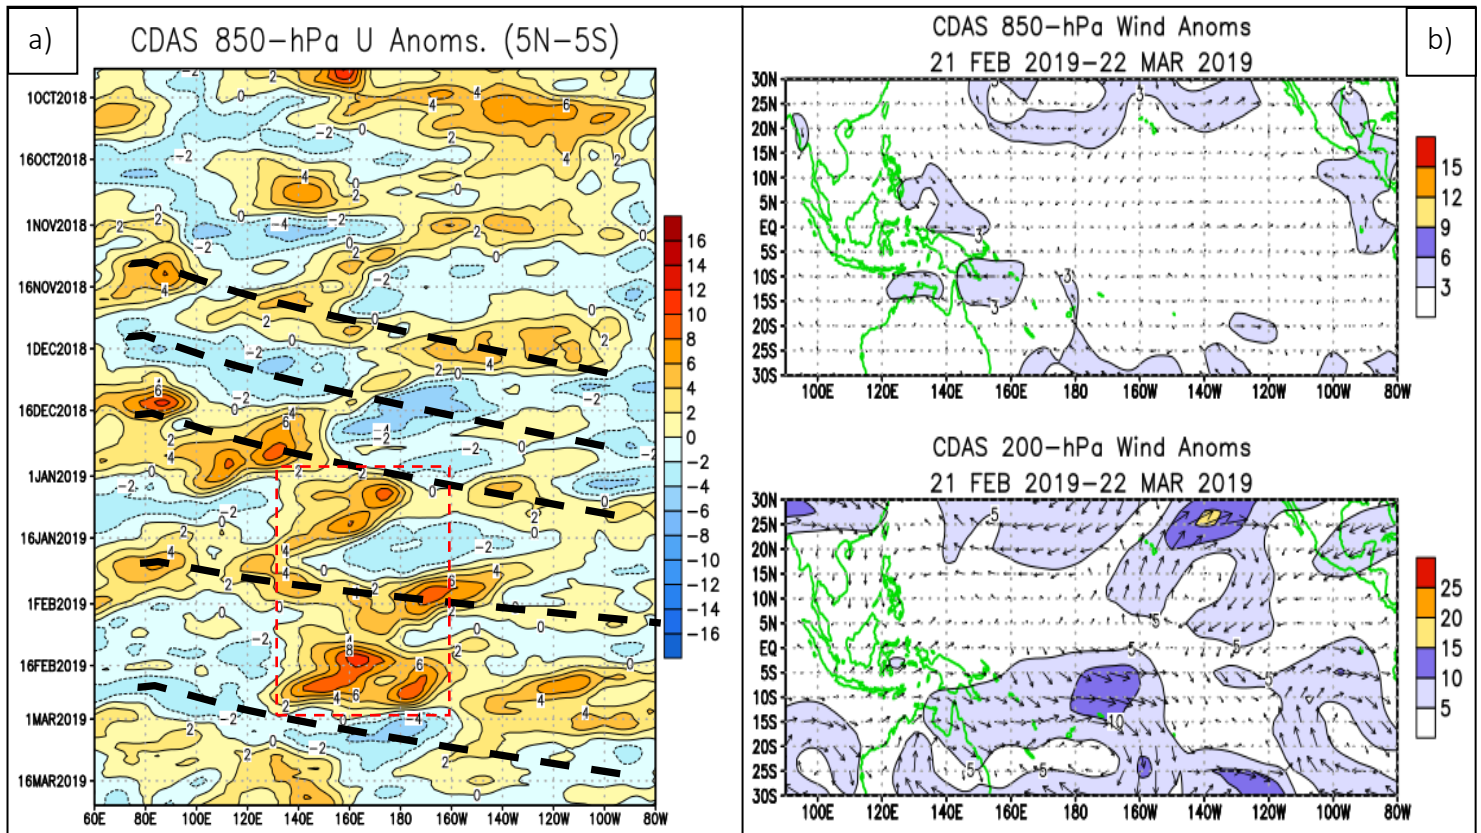 a)
CDAS 850-hPa U Anoms. (5N-5S)
10CT2018
160CT2018
1NOV2018
16NOV2018
1DEC2018
16DEC2018
1JAN2019
16JAN2019
1FEB2019
16FEB2019
1MAR2019
16MAR2019
60E 80E 100E 120E 140E 160E 180 160W 140W 120W 100W 80W
16
14
12
10
8
6
4
2
0
-2
-4
-6
-8
-10
-12
-14
-16
b)
CDAS 850-hPa Wind Anoms
21 FEB 2019-22 MAR 2019
30N
25N
20N
15N
10N
5N
EQ
5S
10S
15S
20S
25S
30S
100E 120E 140E 160E 180 160W 140W 120W 100W 80W
15
12
9
6
3
CDAS 200-hPa Wind Anoms
21 FEB 2019-22 MAR 2019
30N
25N
20N
15N
10N
5N
EQ
5S
10S
15S
20S
25S
30S
100E 120E 140E 160E 180 160W 140W 120W 100W 80W
25
20
15
10
5